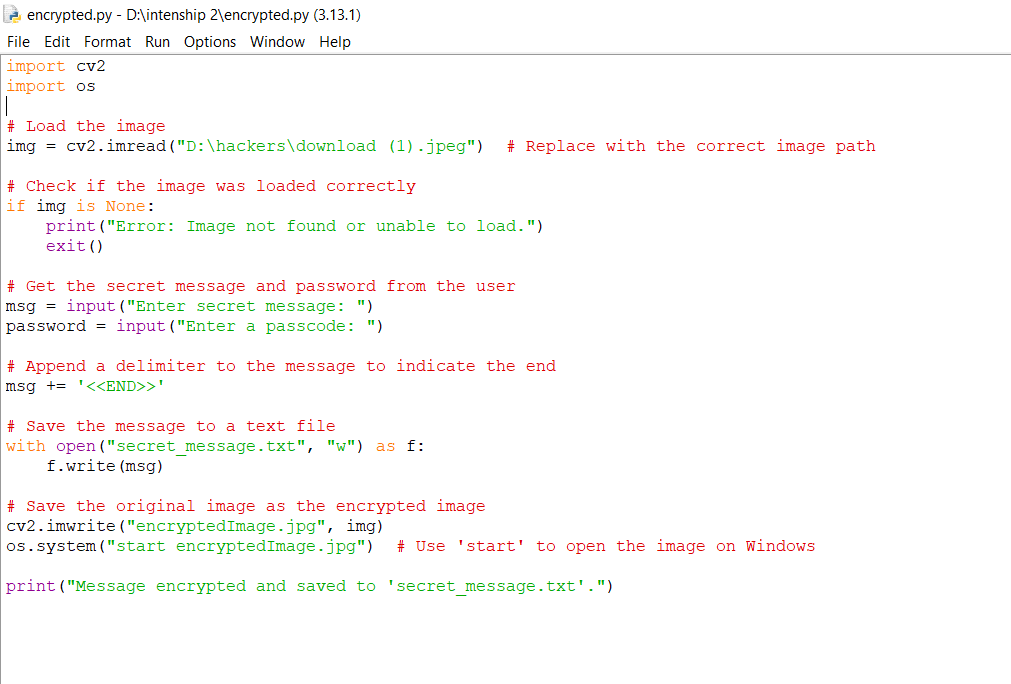 encrypted.py - D:\intenship 2\encrypted.py (3.13.1)
File Edit Format Run Options Window Help
import cv2
import os
# Load the image
img = cv2.imread("D:\hackers\download (1).jpeg")  # Replace with the correct image path
# Check if the image was loaded correctly
if img is None:
    print("Error: Image not found or unable to load.")
    exit()
# Get the secret message and password from the user
msg = input("Enter secret message: ")
password = input("Enter a passcode: ")
# Append a delimiter to the message to indicate the end
msg += '<<END>>'
# Save the message to a text file
with open("secret_message.txt", "w") as f:
    f.write(msg)
# Save the original image as the encrypted image
cv2.imwrite("encryptedImage.jpg", img)
os.system("start encryptedImage.jpg")  # Use 'start' to open the image on Windows
print("Message encrypted and saved to 'secret_message.txt'.")